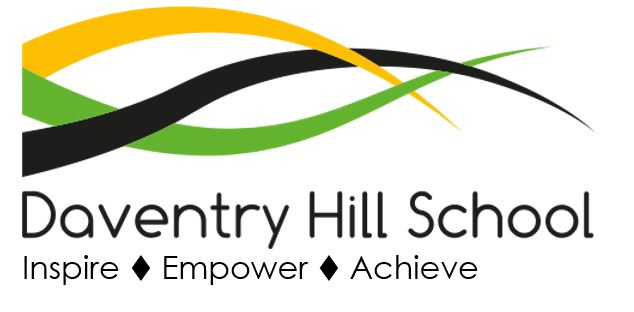 Daventry Hill School
Inspire ♦ Empower ♦ Achieve